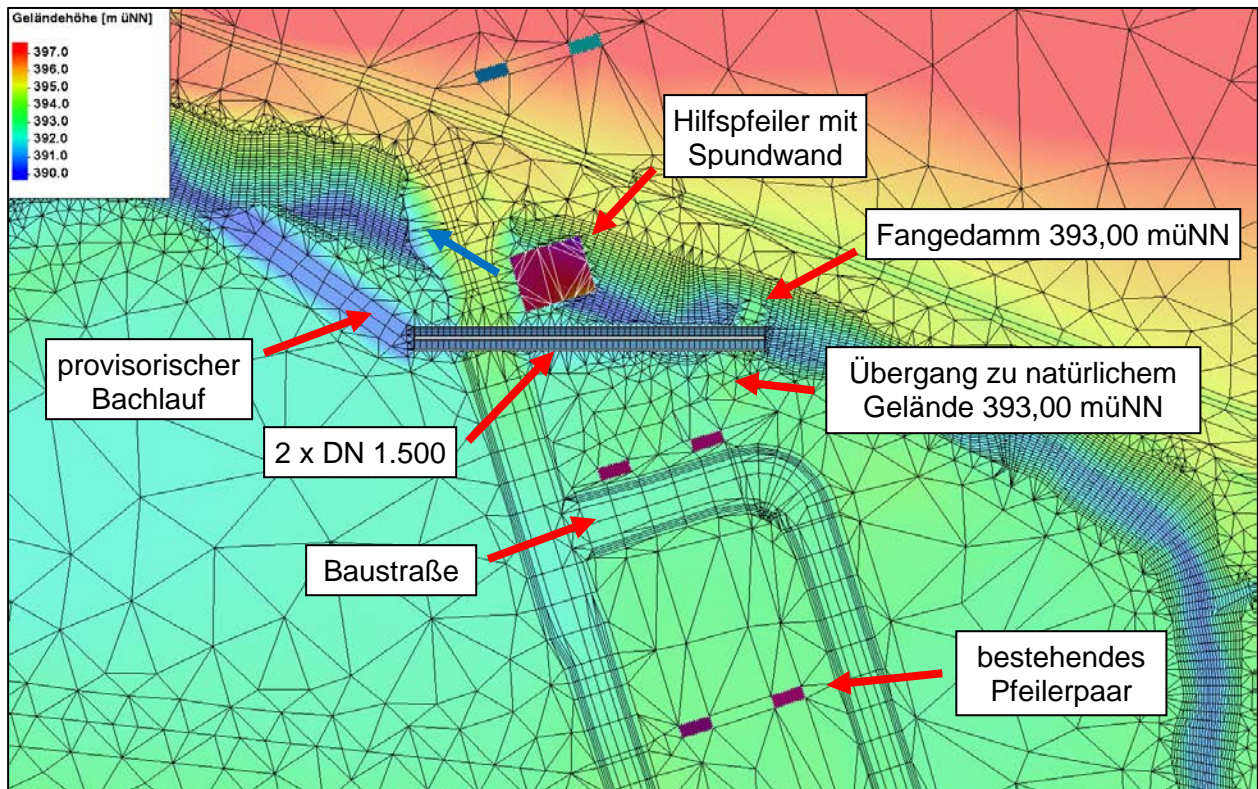 Geländehöhe [m üNN]
397.0
396.0
395.0
394.0
393.0
392.0
391.0
390.0
Hilfspfeiler mit
Spundwand
Fangedamm 393,00 müNN
provisorischer
Bachlauf
Übergang zu natürlichem
Gelände 393,00 müNN
2 x DN 1.500
Baustraße
bestehendes
Pfeilerpaar